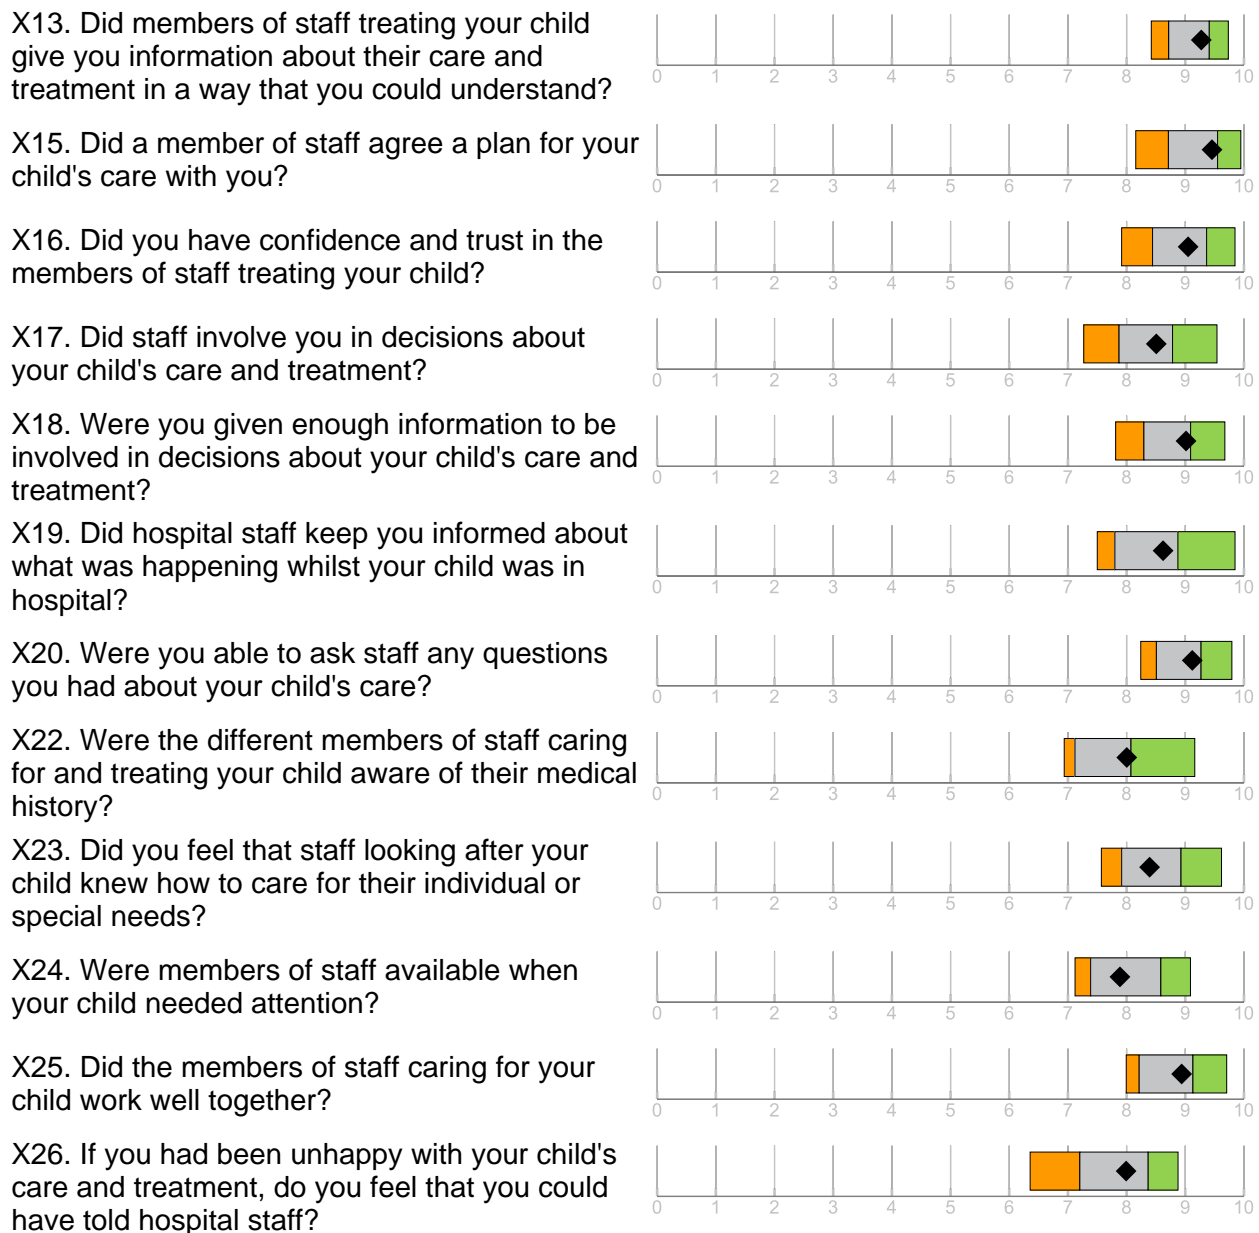 X13. Did members of staff treating your child
give you information about their care and
treatment in a way that you could understand?
0 1 2 3 4 5 6 7 8 9 10
X15. Did a member of staff agree a plan for your
child's care with you?
0 1 2 3 4 5 6 7 8 9 10
X16. Did you have confidence and trust in the
members of staff treating your child?
0 1 2 3 4 5 6 7 8 9 10
X17. Did staff involve you in decisions about
your child's care and treatment?
0 1 2 3 4 5 6 7 8 9 10
X18. Were you given enough information to be
involved in decisions about your child's care and
treatment?
0 1 2 3 4 5 6 7 8 9 10
X19. Did hospital staff keep you informed about
what was happening whilst your child was in
hospital?
0 1 2 3 4 5 6 7 8 9 10
X20. Were you able to ask staff any questions
you had about your child's care?
0 1 2 3 4 5 6 7 8 9 10
X22. Were the different members of staff caring
for and treating your child aware of their medical
history?
0 1 2 3 4 5 6 7 8 9 10
X23. Did you feel that staff looking after your
child knew how to care for their individual or
special needs?
0 1 2 3 4 5 6 7 8 9 10
X24. Were members of staff available when
your child needed attention?
0 1 2 3 4 5 6 7 8 9 10
X25. Did the members of staff caring for your
child work well together?
0 1 2 3 4 5 6 7 8 9 10
X26. If you had been unhappy with your child's
care and treatment, do you feel that you could
have told hospital staff?
0 1 2 3 4 5 6 7 8 9 10